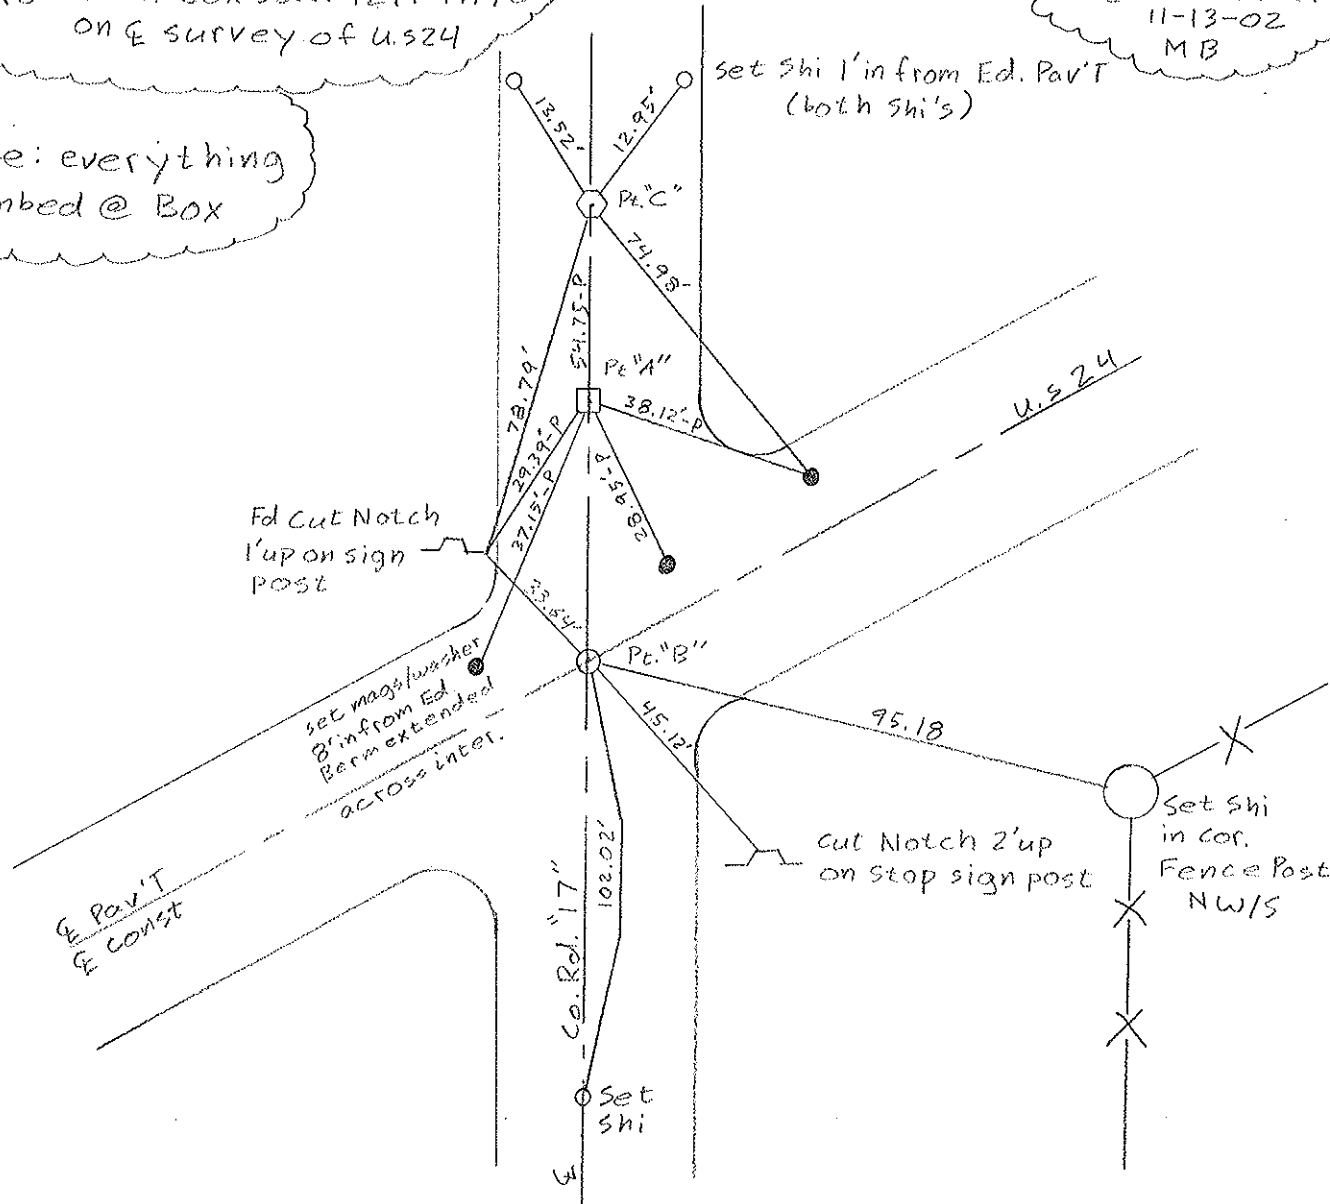 on ℄ survey of U.S 24
11-13-02
MB
set Shi 1' in from Ed. Pav'T
(both Shi's)
e: everything
nbed @ Box
13.52'
12.95'
Pt. "C"
74.98-
54.75-P
78.79'
Pt "A"
38.12'-P
29.39'-P
37.15'-P
28.95'-P
U.S 24
Fd Cut Notch
1' up on sign
post
Pt. "B"
set mags/washer
8' in from Ed
Berm extended
across inter.
45.12'
95.18
Set Shi
in cor.
Fence Post
NW/S
Cut Notch 2' up
on Stop sign post
℄ Pav'T
℄ Const
Co. Rd. "17"
102.02'
Set
Shi
℄